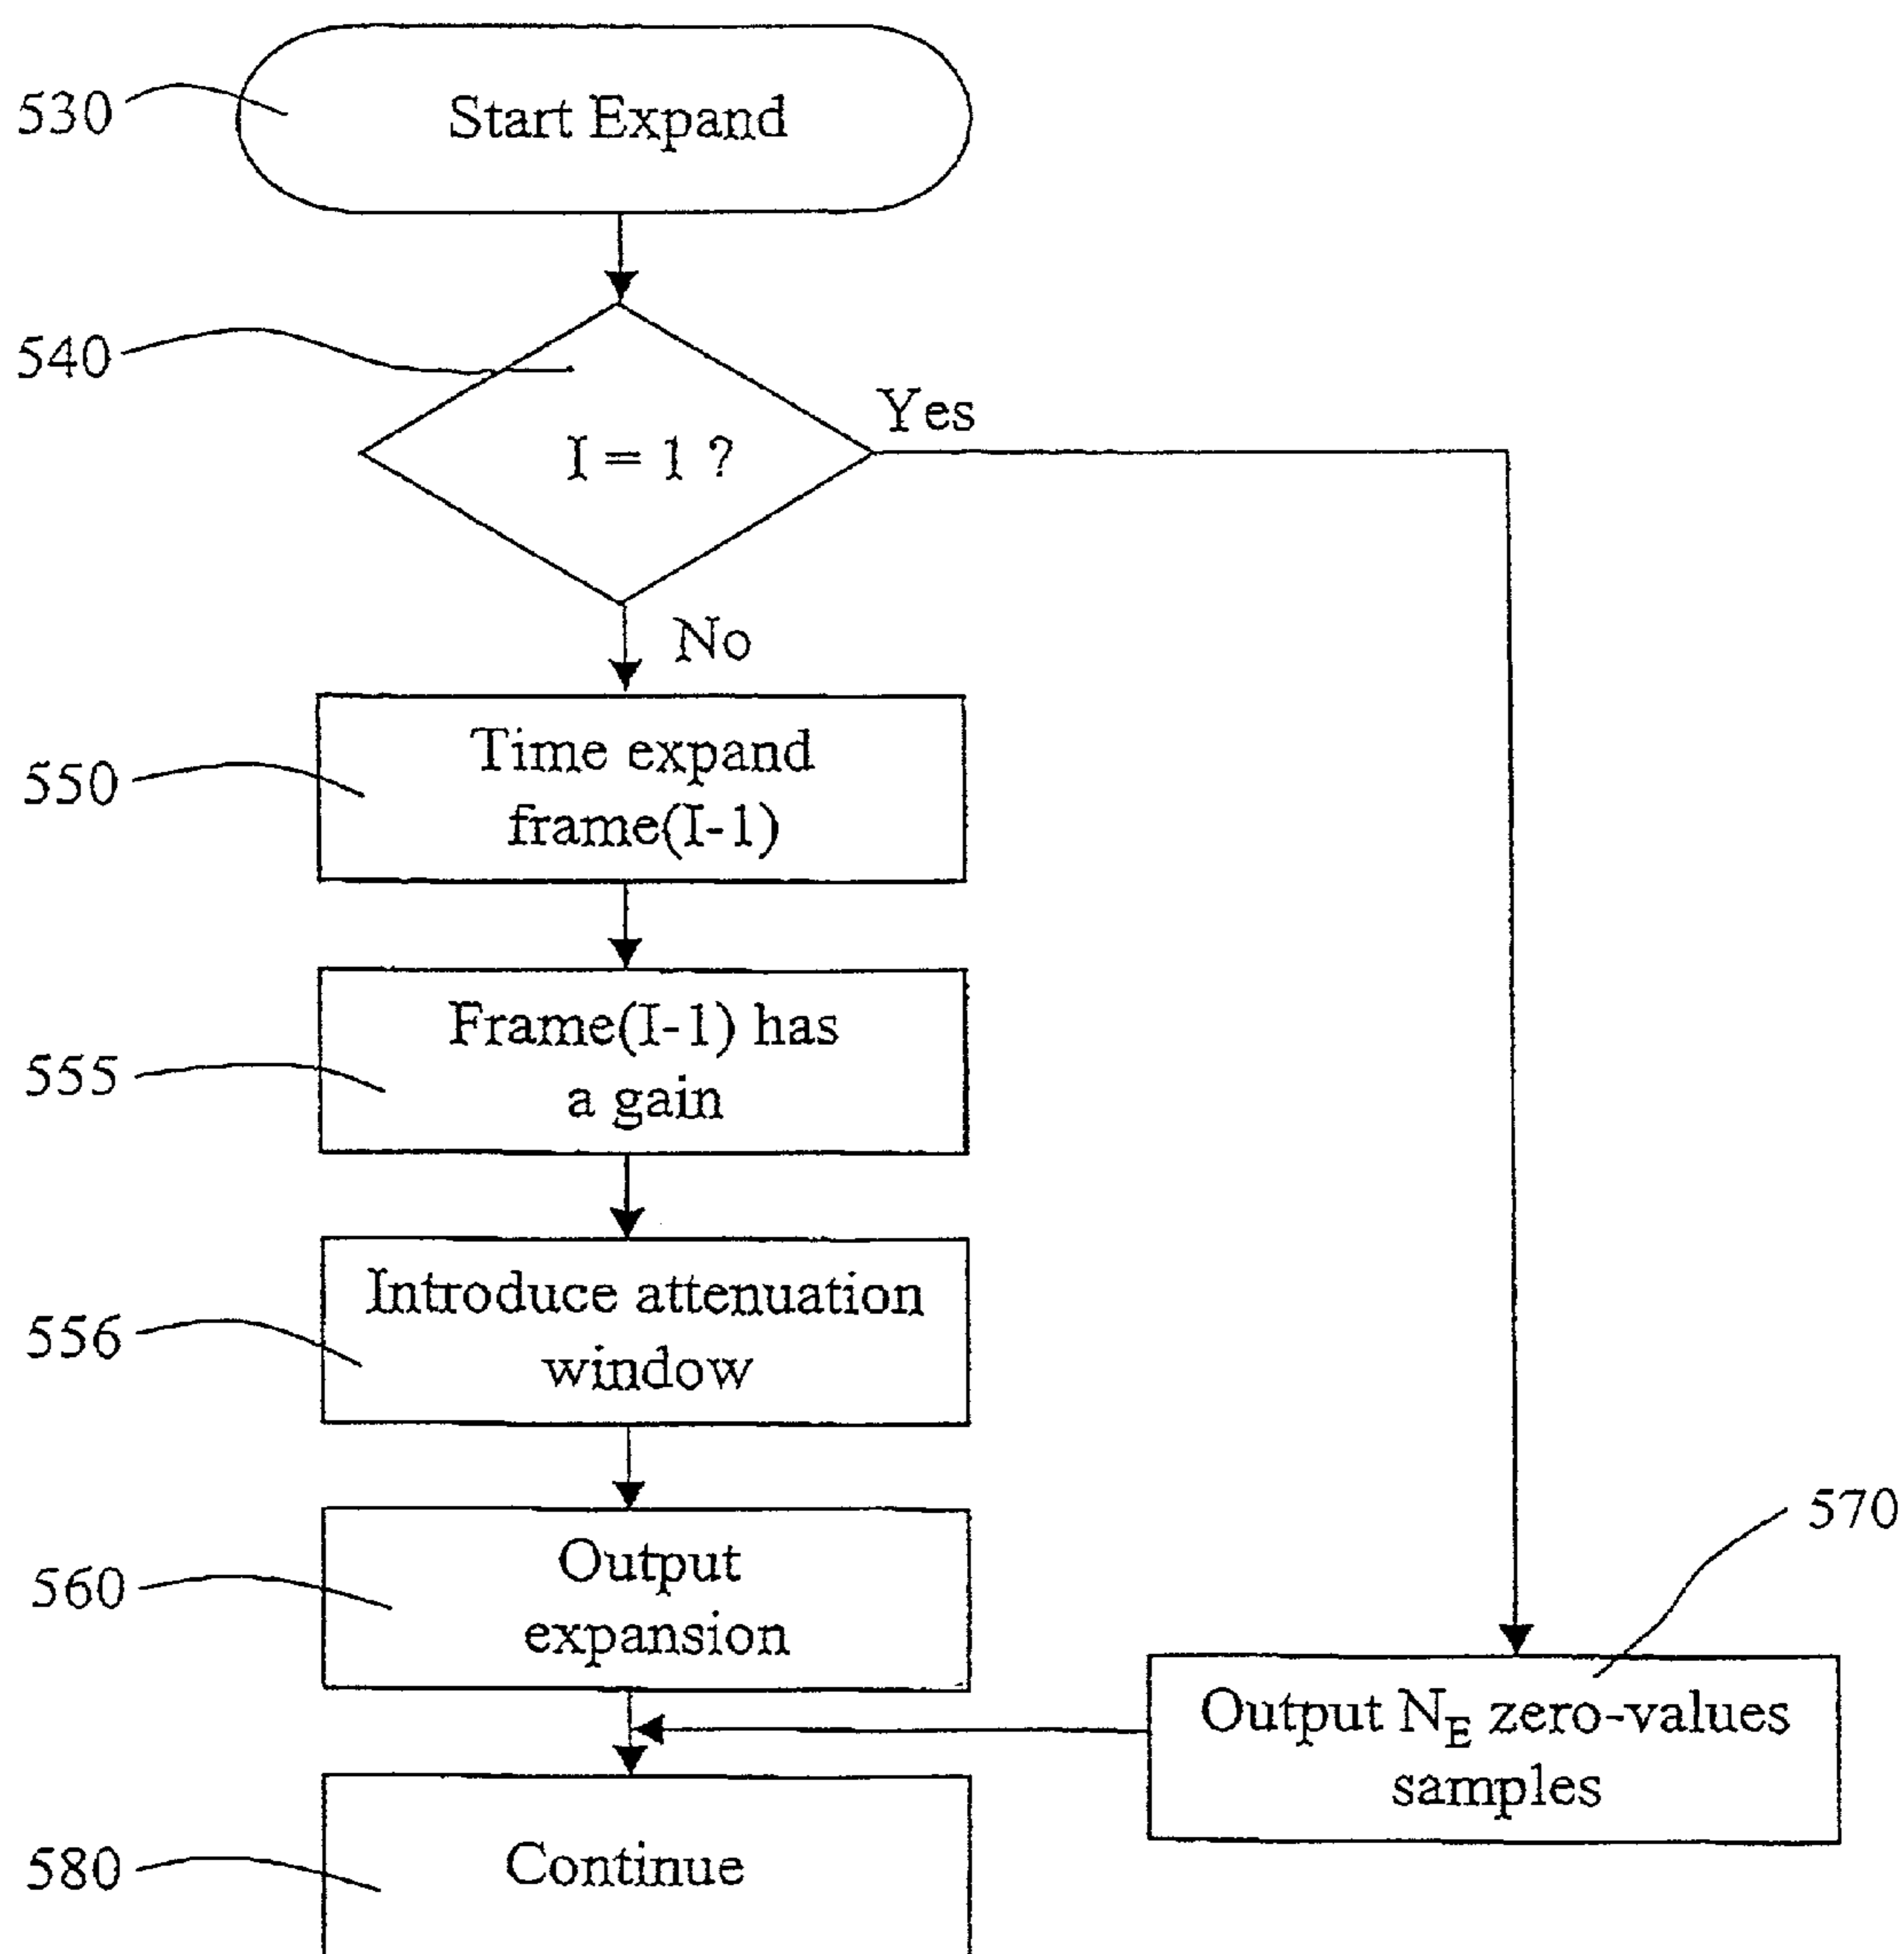 530
Start Expand
540
I = 1 ?
Yes
No
550
Time expand
frame(I-1)
555
Frame(I-1) has
a gain
556
Introduce attenuation
window
560
Output
expansion
570
Output N_E zero-values
samples
580
Continue